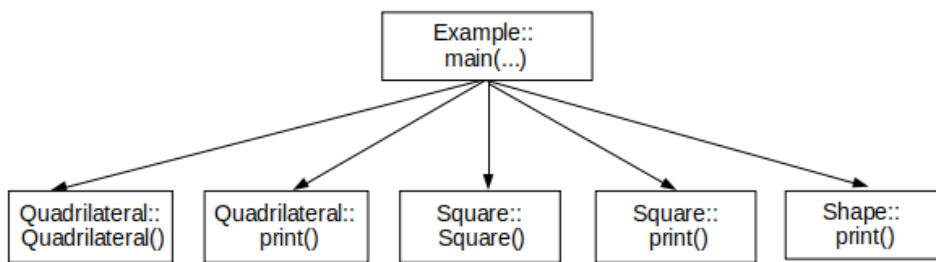 Example::
main(...)
Quadrilateral::
Quadrilateral()
Quadrilateral::
print()
Square::
Square()
Square::
print()
Shape::
print()